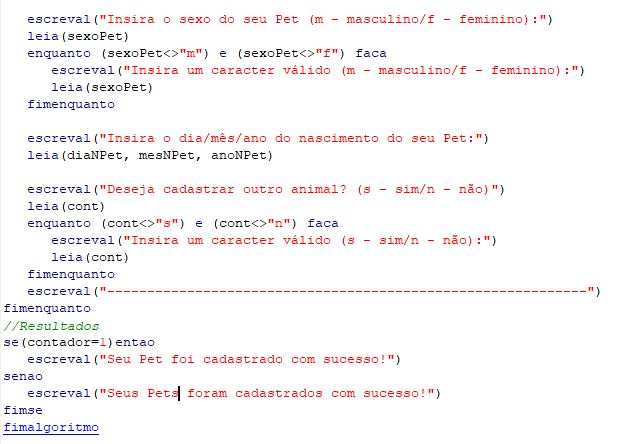 escreval("Insira o sexo do seu Pet (m - masculino/f - feminino):")
leia(sexoPet)
enquanto (sexoPet<>"m") e (sexoPet<>"f") faca
escreval("Insira um caracter válido (m - masculino/f - feminino):")
leia(sexoPet)
fimenquanto
escreval("Insira o dia/mês/ano do nascimento do seu Pet:")
leia(diaNPet, mesNPet, anoNPet)
escreval("Deseja cadastrar outro animal? (s - sim/n - não)")
leia(cont)
enquanto (cont<>"s") e (cont<>"n") faca
escreval("Insira um caracter válido (s - sim/n - não):")
leia(cont)
fimenquanto
escreval("------------------------------------------------------------")
fimenquanto
//Resultados
se(contador=1)entao
escreval("Seu Pet foi cadastrado com sucesso!")
senao
escreval("Seus Pets foram cadastrados com sucesso!")
fimse
fimalgoritmo